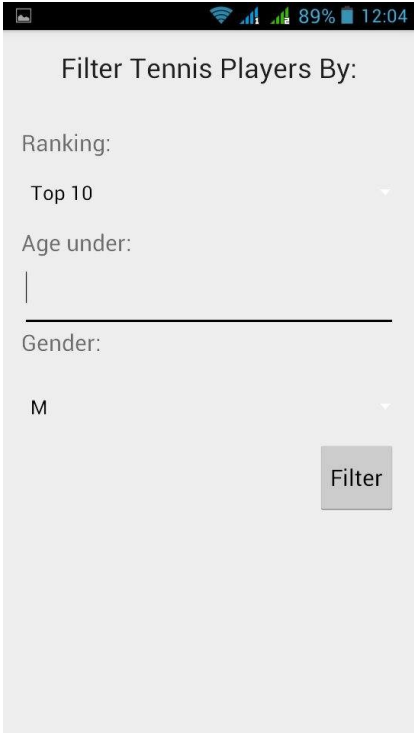 89% 12:04
Filter Tennis Players By:
Ranking:
Top 10
Age under:
Gender:
M
Filter